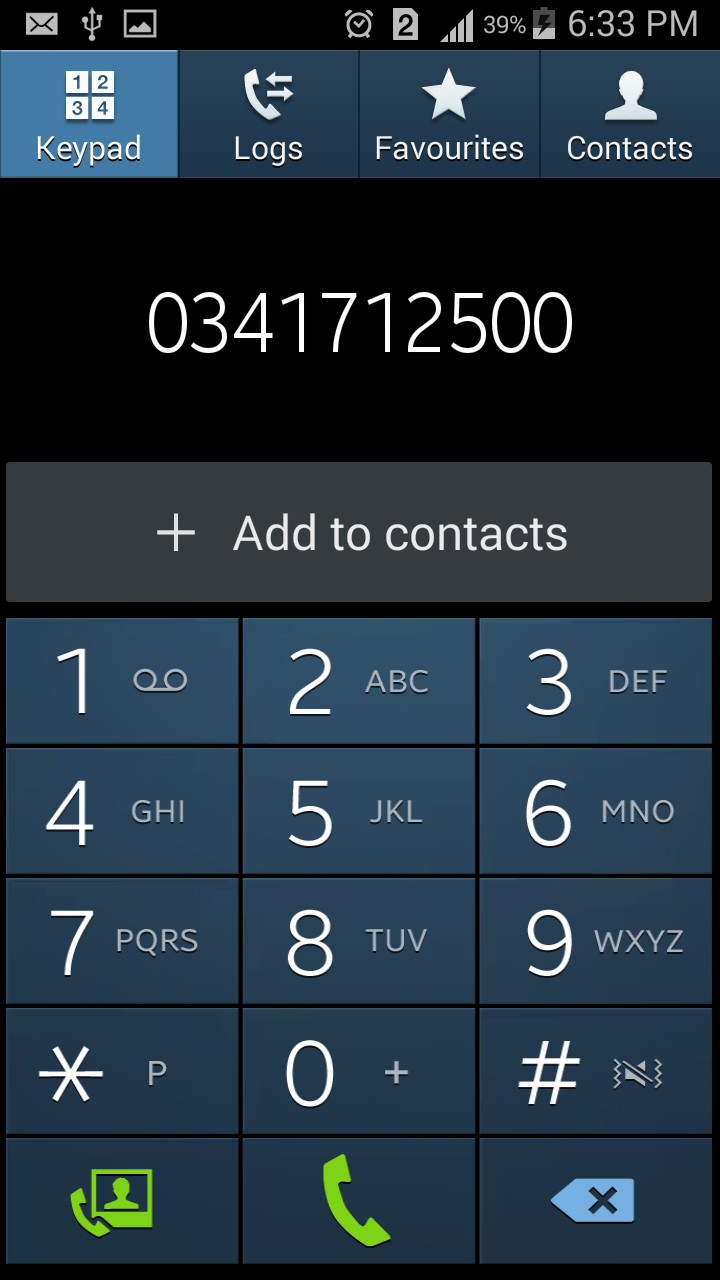 2 39% 6:33 PM
1 2
3 4
Keypad Logs Favourites Contacts
0341712500
+ Add to contacts
1 2 ABC 3 DEF
4 GHI 5 JKL 6 MNO
7 PQRS 8 TUV 9 WXYZ
* P 0 + #